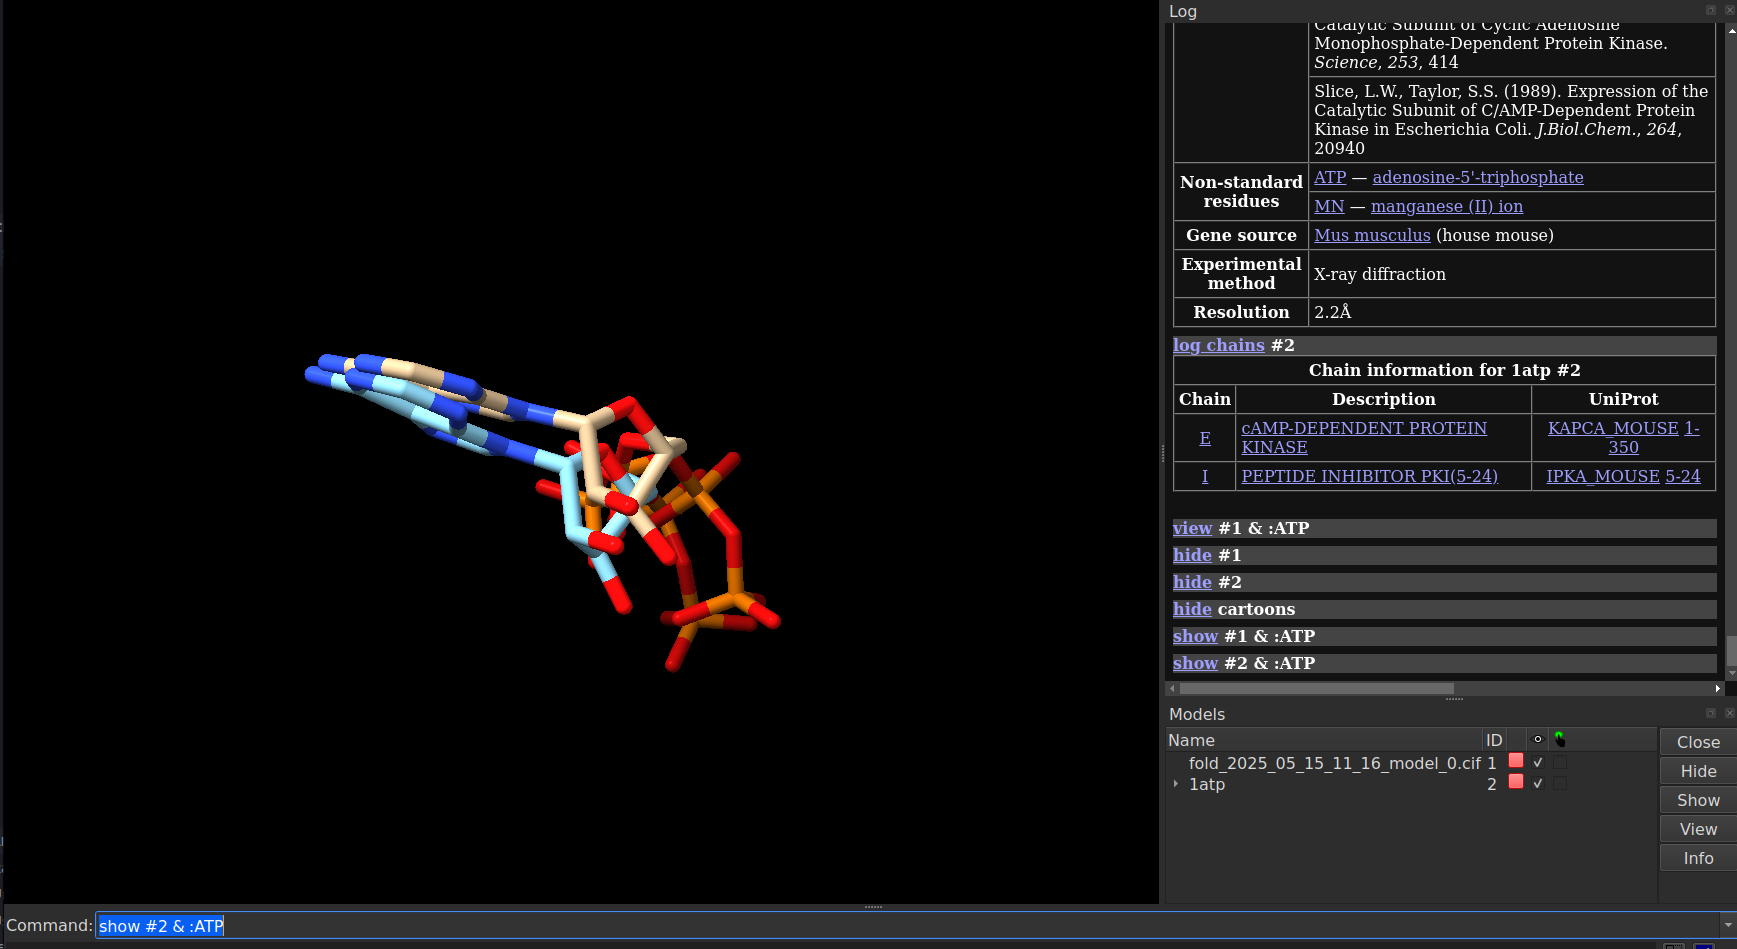 Log
Catalytic Subunit of Cyclic Adenosine
Monophosphate-Dependent Protein Kinase.
Science, 253, 414
Slice, L.W., Taylor, S.S. (1989). Expression of the
Catalytic Subunit of C/AMP-Dependent Protein
Kinase in Escherichia Coli. J.Biol.Chem., 264,
20940
Non-standard
residues
ATP — adenosine-5'-triphosphate
MN — manganese (II) ion
Gene source Mus musculus (house mouse)
Experimental
method
X-ray diffraction
Resolution 2.2Å
log chains #2
Chain information for 1atp #2
Chain Description UniProt
E cAMP-DEPENDENT PROTEIN
KINASE
KAPCA_MOUSE 1-
350
I PEPTIDE INHIBITOR PKI(5-24) IPKA_MOUSE 5-24
view #1 & :ATP
hide #1
hide #2
hide cartoons
show #1 & :ATP
show #2 & :ATP
Models
Name ID
fold_2025_05_15_11_16_model_0.cif 1
1atp 2
Close
Hide
Show
View
Info
Command: show #2 & :ATP